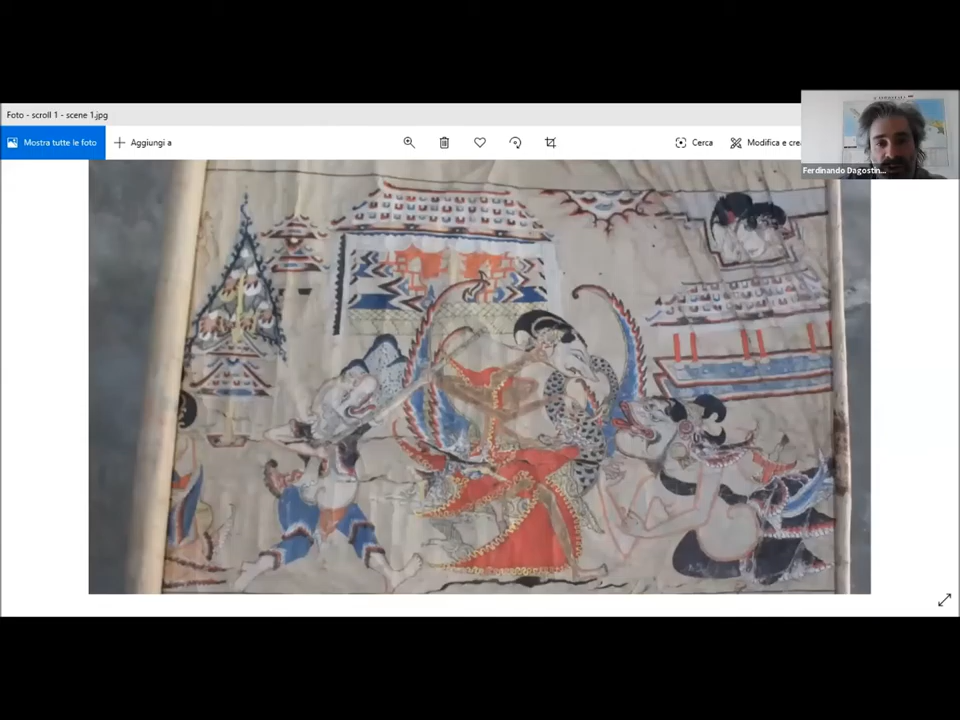 Foto - scroll 1 - scene 1.jpg
Mostra tutte le foto
Aggiungi a
Cerca
Modifica e crea
Ferdinando Dagostin...